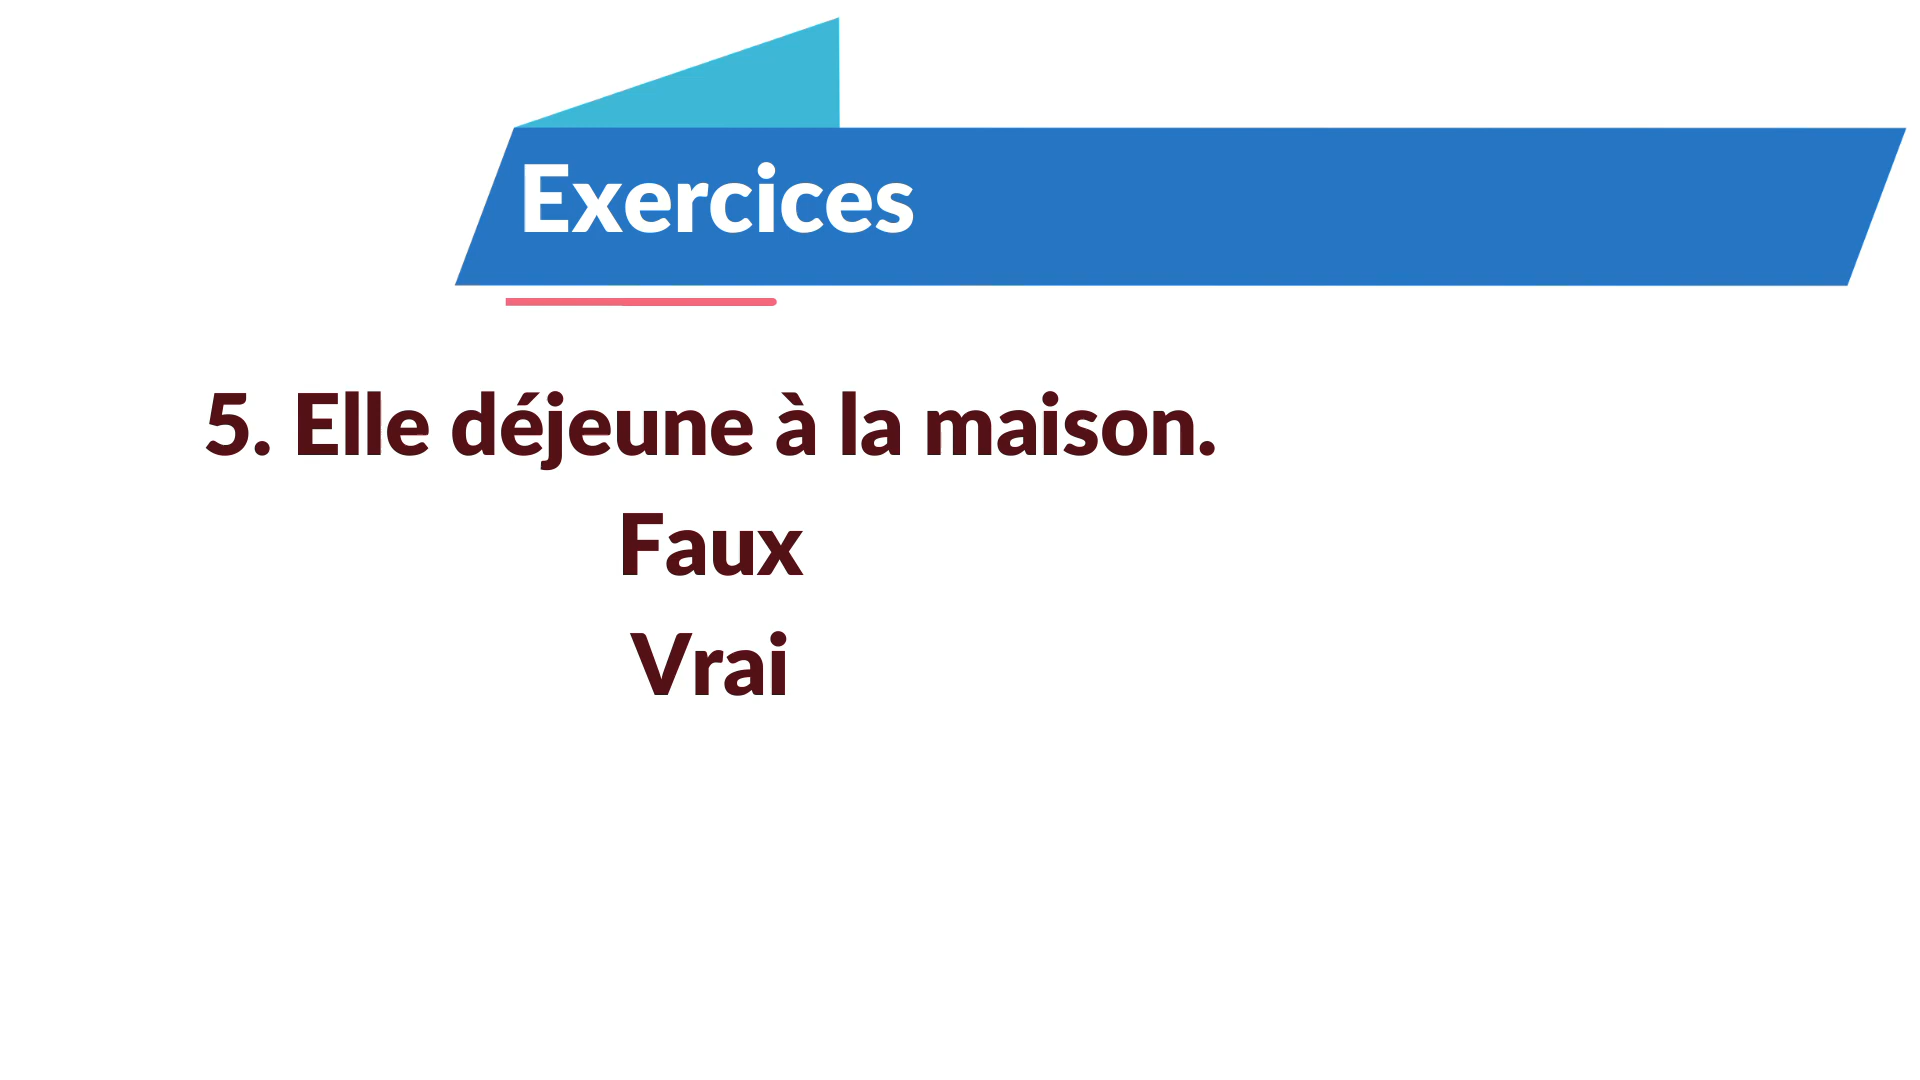 Exercices
5. Elle déjeune à la maison.
Faux
Vrai